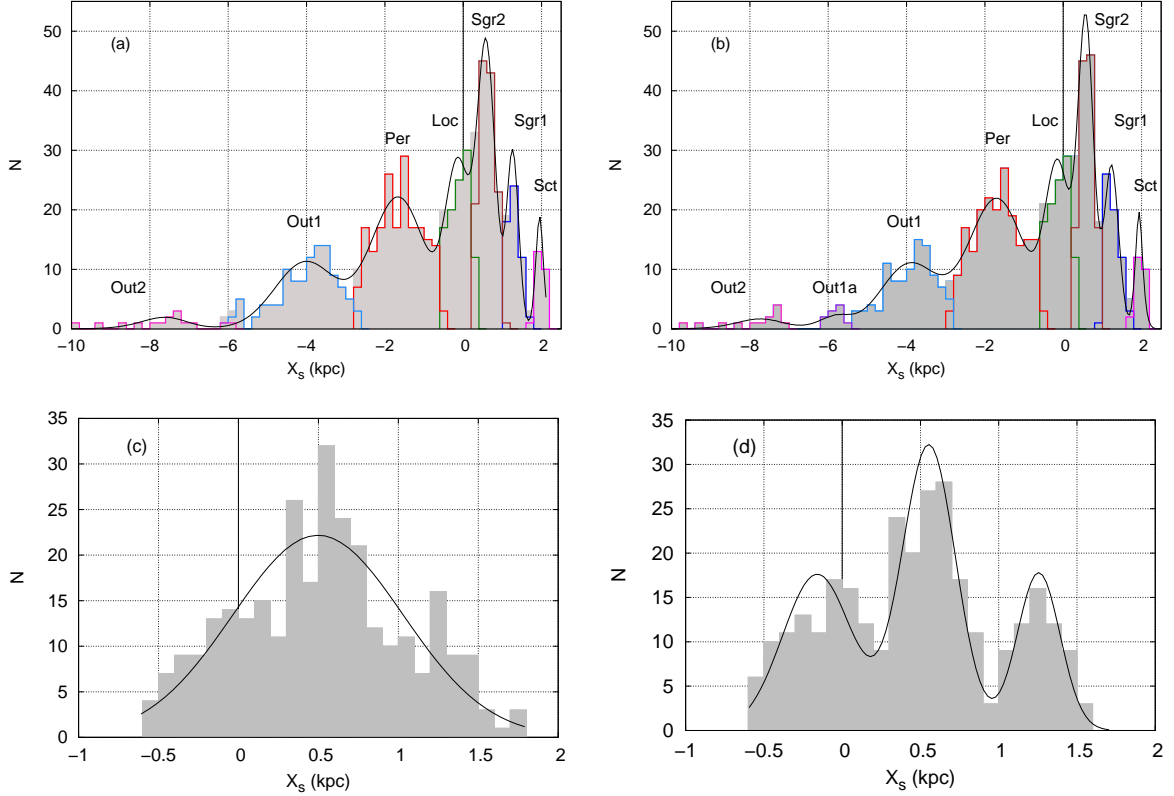 (a)
N
50
40
30
20
10
0
Out2
Out1
Per
Loc
Sgr2
Sgr1
Sct
−10
−8
−6
−4
−2
0
2
Xs (kpc)
(b)
N
50
40
30
20
10
0
Out2
Out1a
Out1
Per
Loc
Sgr2
Sgr1
Sct
−10
−8
−6
−4
−2
0
2
Xs (kpc)
(c)
N
35
30
25
20
15
10
5
0
−1
−0.5
0
0.5
1
1.5
2
Xs (kpc)
(d)
N
35
30
25
20
15
10
5
0
−1
−0.5
0
0.5
1
1.5
2
Xs (kpc)